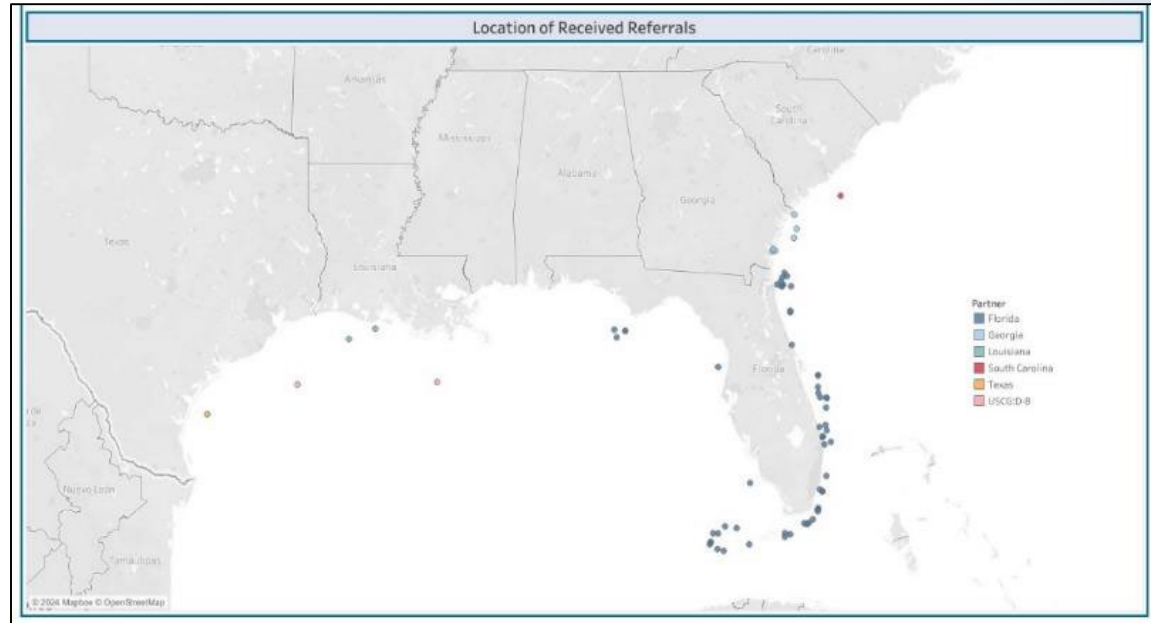 Location of Received Referrals
Carolina
Arkansas
South
Carolina
Mississippi
Alabama
Georgia
Texas
Louisiana
Partner
Florida
Georgia
Louisiana
South Carolina
Texas
USCG:D-8
Florida
Nuevo León
Tamaulipas
© 2024 Mapbox © OpenStreetMap